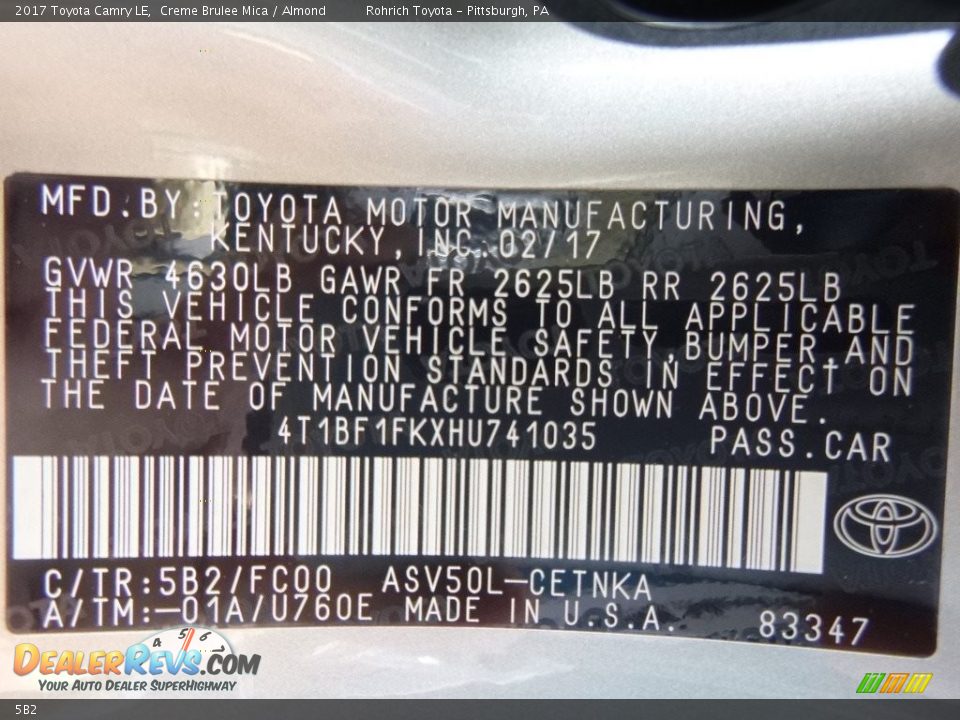 2017 Toyota Camry LE, Creme Brulee Mica / Almond Rohrich Toyota - Pittsburgh, PA
MFD.BY:TOYOTA MOTOR MANUFACTURING,
KENTUCKY,INC.02/17
GVWR 4630LB GAWR FR 2625LB RR 2625LB
THIS VEHICLE CONFORMS TO ALL APPLICABLE
FEDERAL MOTOR VEHICLE SAFETY,BUMPER,AND
THEFT PREVENTION STANDARDS IN EFFECT ON
THE DATE OF MANUFACTURE SHOWN ABOVE.
4T1BF1FKXHU741035 PASS.CAR
C/TR:5B2/FC00 ASV50L-CETNKA
A/TM:-01A/U760E MADE IN U.S.A. 83347
4 5 6
DEALERREVS.COM
YOUR AUTO DEALER SUPERHIGHWAY
5B2